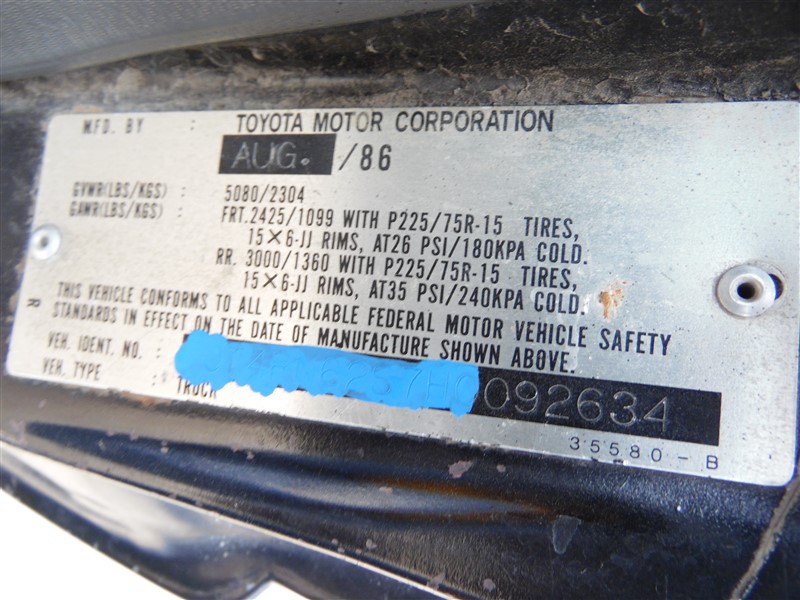 MFD. BY : TOYOTA MOTOR CORPORATION
AUG. /86
GVWR(LBS/KGS) : 5080/2304
GAWR(LBS/KGS) : FRT.2425/1099 WITH P225/75R-15 TIRES,
15×6-JJ RIMS, AT26 PSI/180KPA COLD.
RR. 3000/1360 WITH P225/75R-15 TIRES,
15×6-JJ RIMS, AT35 PSI/240KPA COLD.
THIS VEHICLE CONFORMS TO ALL APPLICABLE FEDERAL MOTOR VEHICLE SAFETY
STANDARDS IN EFFECT ON THE DATE OF MANUFACTURE SHOWN ABOVE.
VEH. IDENT. NO. : 092634
VEH. TYPE : TRUCK
35580-B
R